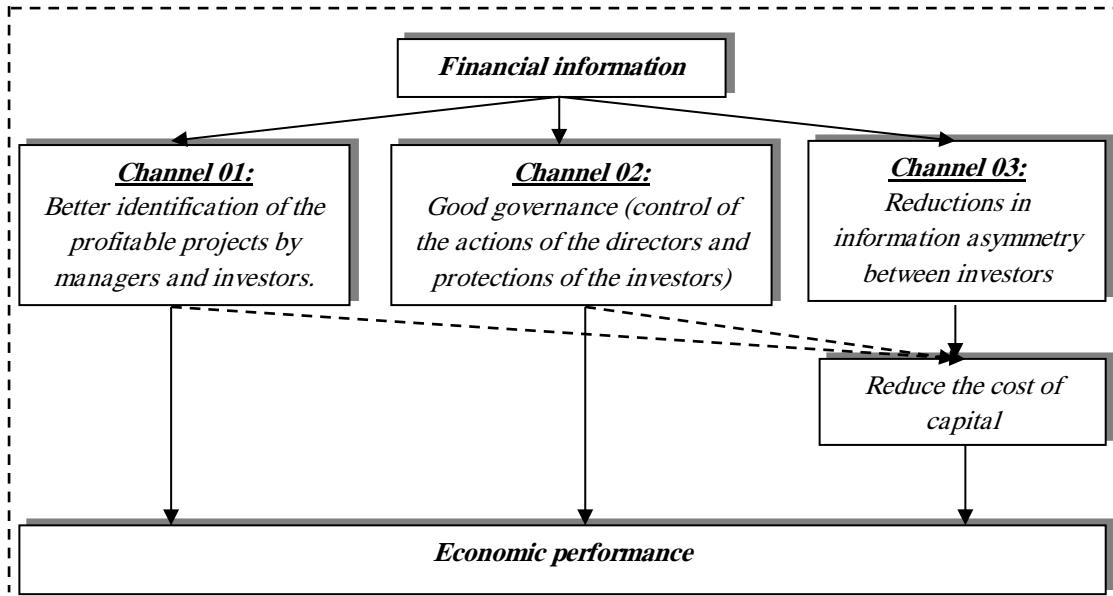 Financial information
Channel 01:
Better identification of the
profitable projects by
managers and investors.
Channel 02:
Good governance (control of
the actions of the directors and
protections of the investors)
Channel 03:
Reductions in
information asymmetry
between investors
Reduce the cost of
capital
Economic performance